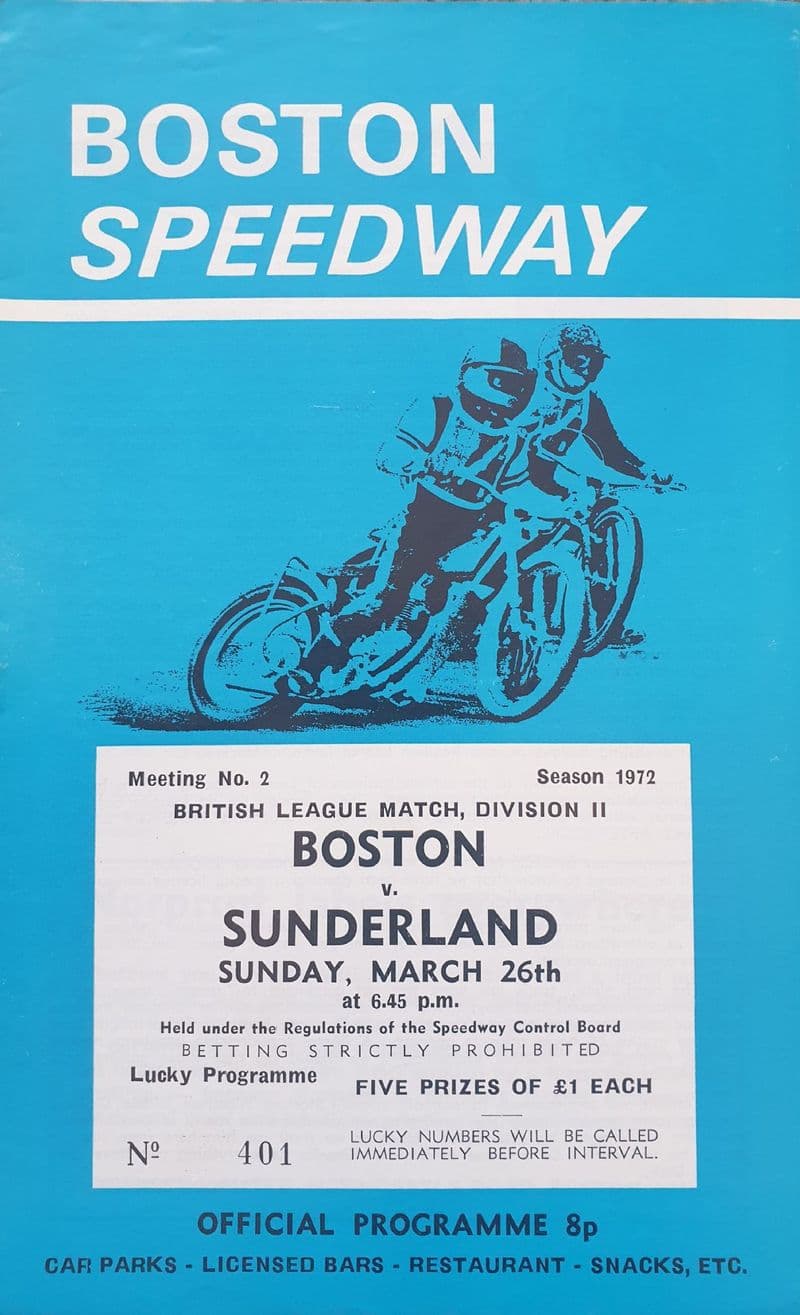 BOSTON
SPEEDWAY
Meeting No. 2 Season 1972
BRITISH LEAGUE MATCH, DIVISION II
BOSTON
v.
SUNDERLAND
SUNDAY, MARCH 26th
at 6.45 p.m.
Held under the Regulations of the Speedway Control Board
BETTING STRICTLY PROHIBITED
Lucky Programme FIVE PRIZES OF £1 EACH
LUCKY NUMBERS WILL BE CALLED
Nº 401 IMMEDIATELY BEFORE INTERVAL.
OFFICIAL PROGRAMME 8p
CAR PARKS - LICENSED BARS - RESTAURANT - SNACKS, ETC.